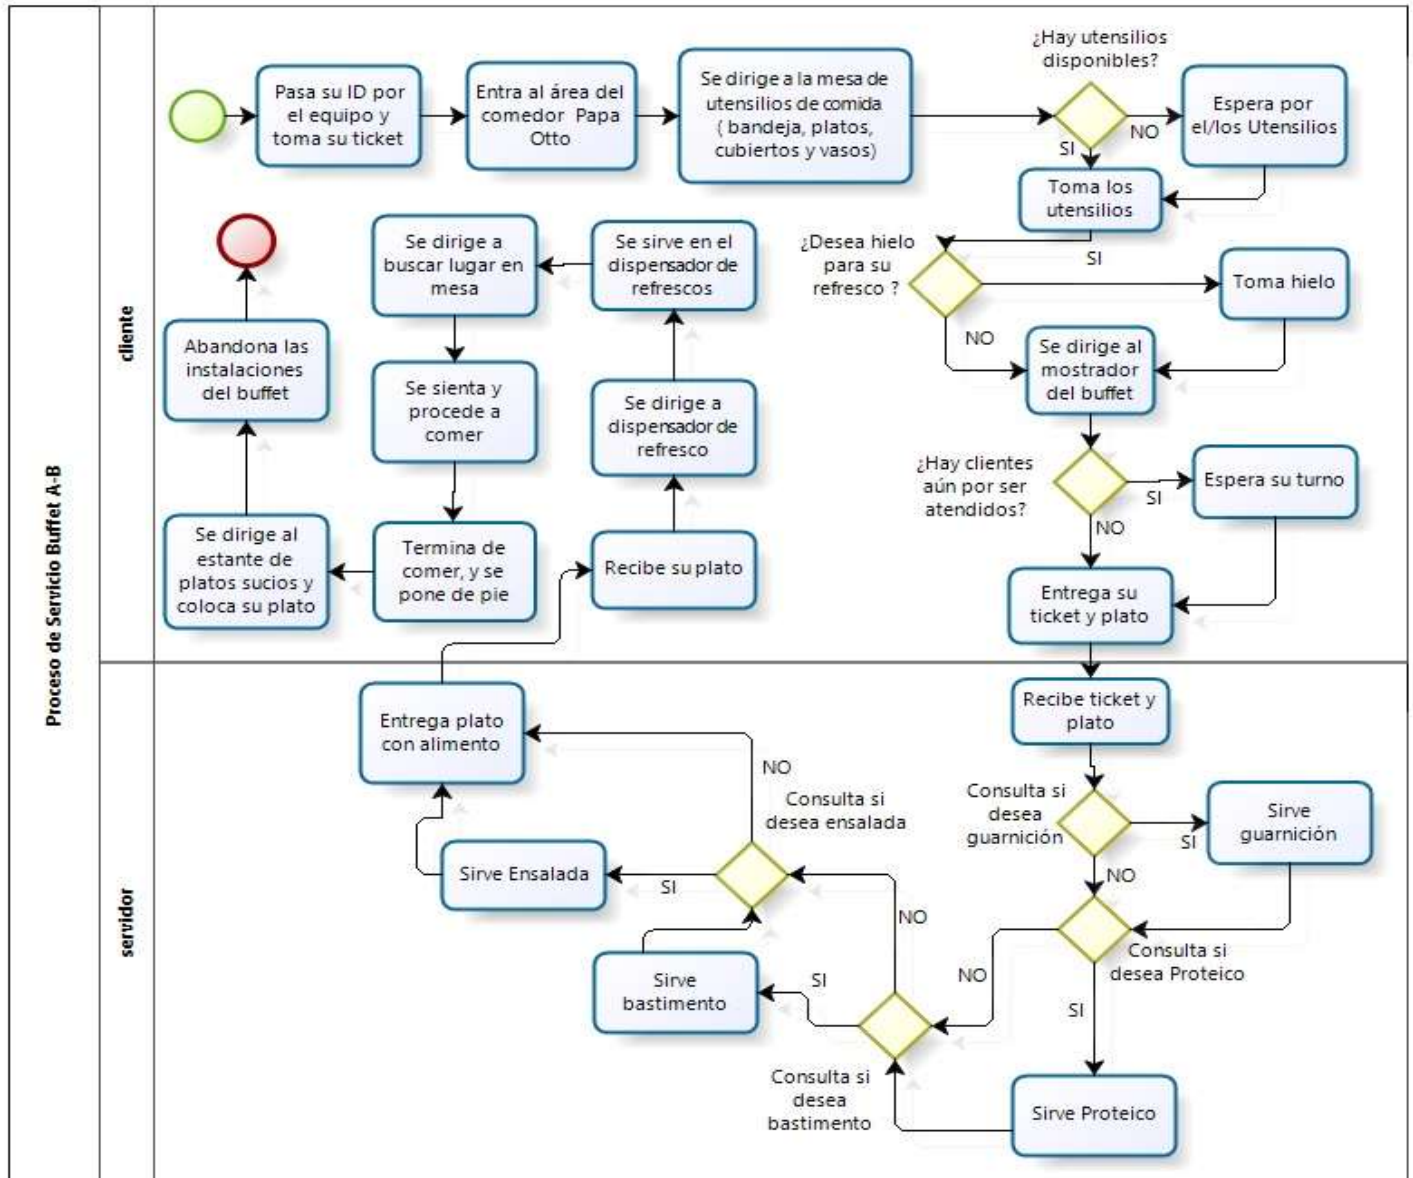 Proceso de Servicio Buffet A-B
cliente
Pasa su ID por
el equipo y
toma su ticket
Entra al área del
comedor Papa
Otto
Se dirige a la mesa de
utensilios de comida
( bandeja, platos,
cubiertos y vasos)
¿Hay utensilios
disponibles?
NO
SI
Espera por
el/los Utensilios
Toma los
utensilios
¿Desea hielo
para su
refresco ?
SI
NO
Toma hielo
Se dirige al
mostrador
del buffet
¿Hay clientes
aún por ser
atendidos?
SI
NO
Espera su turno
Entrega su
ticket y plato
Se dirige a
buscar lugar en
mesa
Se sirve en el
dispensador de
refrescos
Abandona las
instalaciones
del buffet
Se sienta y
procede a
comer
Se dirige a
dispensador de
refresco
Se dirige al
estante de
platos sucios y
coloca su plato
Termina de
comer, y se
pone de pie
Recibe su plato
servidor
Recibe ticket y
plato
Entrega plato
con alimento
NO
Consulta si
desea ensalada
Consulta si
desea
guarnición
SI
NO
Sirve
guarnición
Sirve Ensalada
SI
NO
Consulta si
desea Proteico
NO
SI
Sirve
bastimento
SI
Consulta si
desea
bastimento
Sirve Proteico